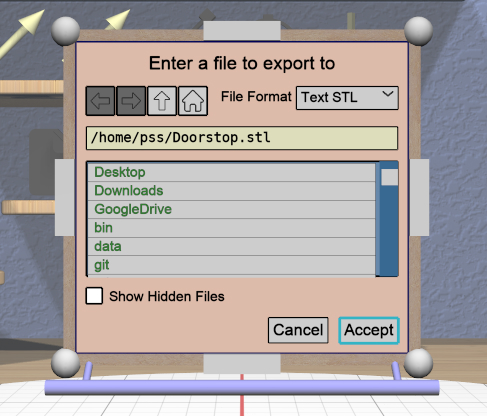 Enter a file to export to
File Format Text STL
/home/pss/Doorstop.stl
Desktop
Downloads
GoogleDrive
bin
data
git
Show Hidden Files
Cancel Accept